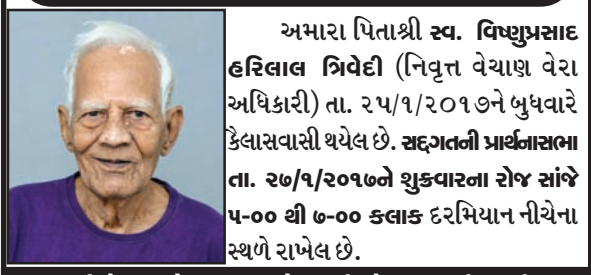 અમારા પિતાશ્રી સ્વ. વિષ્ણુપ્રસાદ
હરિલાલ ત્રિવેદી (નિવૃત્ત વેચાણ વેરા
અધિકારી) તા. ૨૫/૧/૨૦૧૭ને બુધવારે
કૈલાસવાસી થયેલ છે. સદ્દગતની પ્રાર્થનાસભા
તા. ૨૭/૧/૨૦૧૭ને શુક્રવારના રોજ સાંજે
૫-૦૦ થી ૭-૦૦ કલાક દરમિયાન નીચેના
સ્થળે રાખેલ છે.